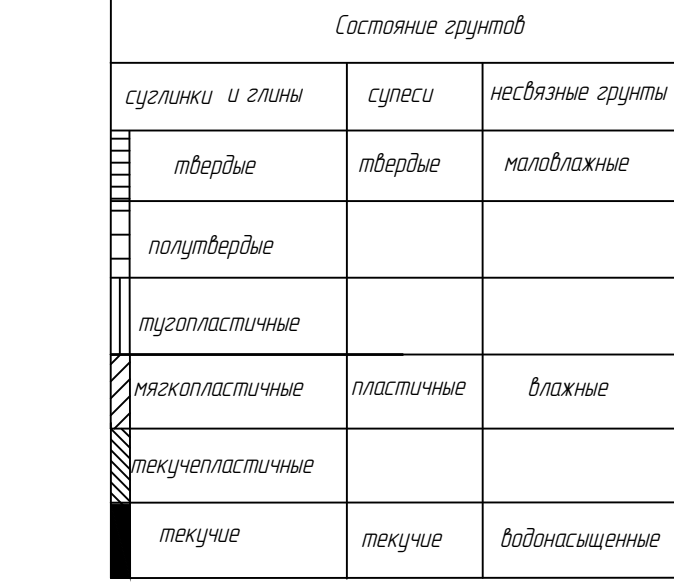 Состояние грунтов
суглинки и глины супеси несвязные грунты
твердые твердые маловлажные
полутвердые
тугопластичные
мягкопластичные пластичные влажные
текучепластичные
текучие текучие водонасыщенные